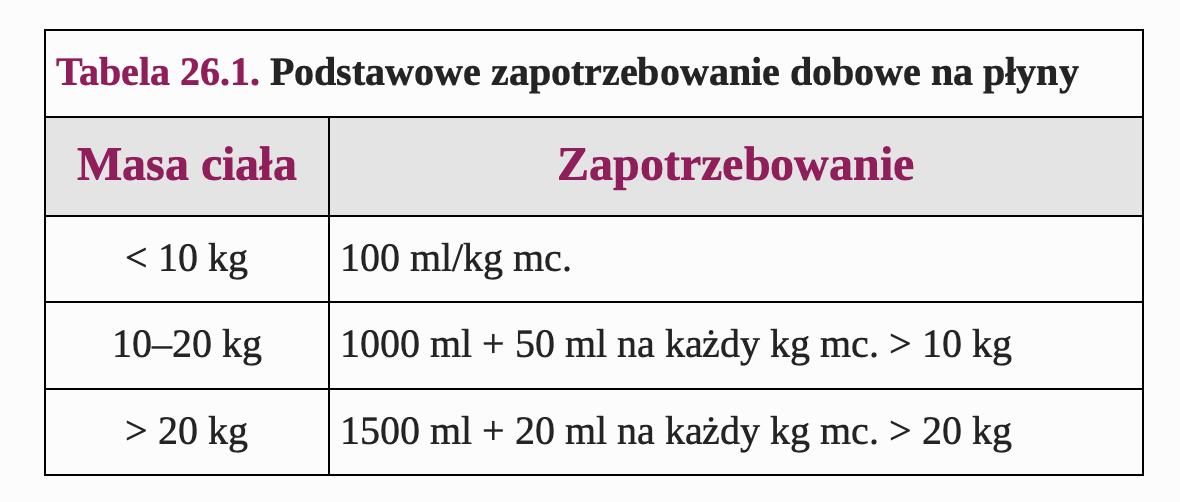 Tabela 26.1. Podstawowe zapotrzebowanie dobowe na płyny
Masa ciała Zapotrzebowanie
< 10 kg 100 ml/kg mc.
10–20 kg 1000 ml + 50 ml na każdy kg mc. > 10 kg
> 20 kg 1500 ml + 20 ml na każdy kg mc. > 20 kg